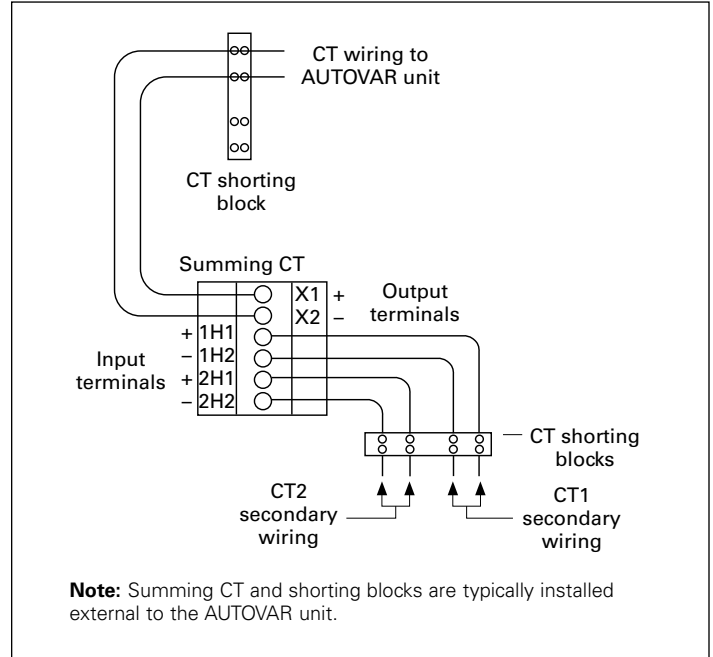 CT wiring to
AUTOVAR unit
CT shorting
block
Summing CT
X1 +
X2 –
Output
terminals
+ 1H1
– 1H2
+ 2H1
– 2H2
Input
terminals
CT shorting
blocks
CT2
secondary
wiring
CT1
secondary
wiring
Note: Summing CT and shorting blocks are typically installed
external to the AUTOVAR unit.